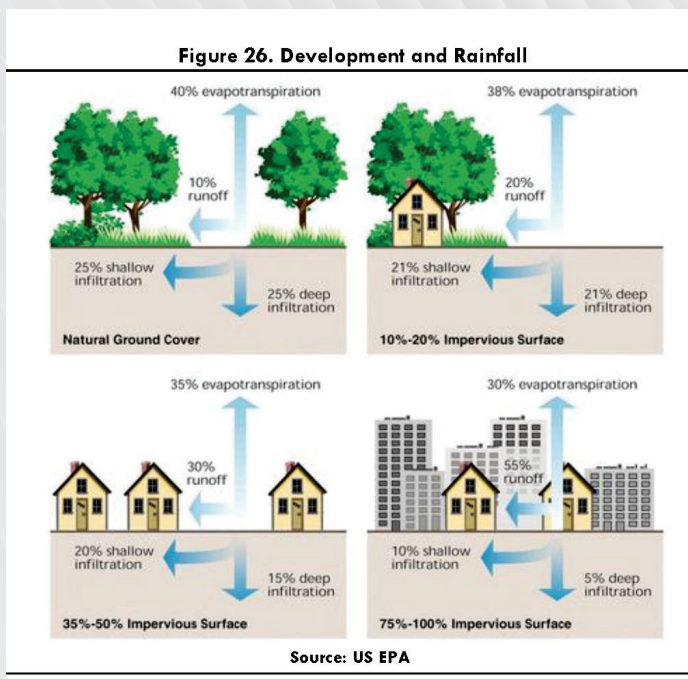 Figure 26. Development and Rainfall
40% evapotranspiration
10%
runoff
25% shallow
infiltration
25% deep
infiltration
Natural Ground Cover
38% evapotranspiration
20%
runoff
21% shallow
infiltration
21% deep
infiltration
10%-20% Impervious Surface
35% evapotranspiration
30%
runoff
20% shallow
infiltration
15% deep
infiltration
35%-50% Impervious Surface
30% evapotranspiration
55%
runoff
10% shallow
infiltration
5% deep
infiltration
75%-100% Impervious Surface
Source: US EPA